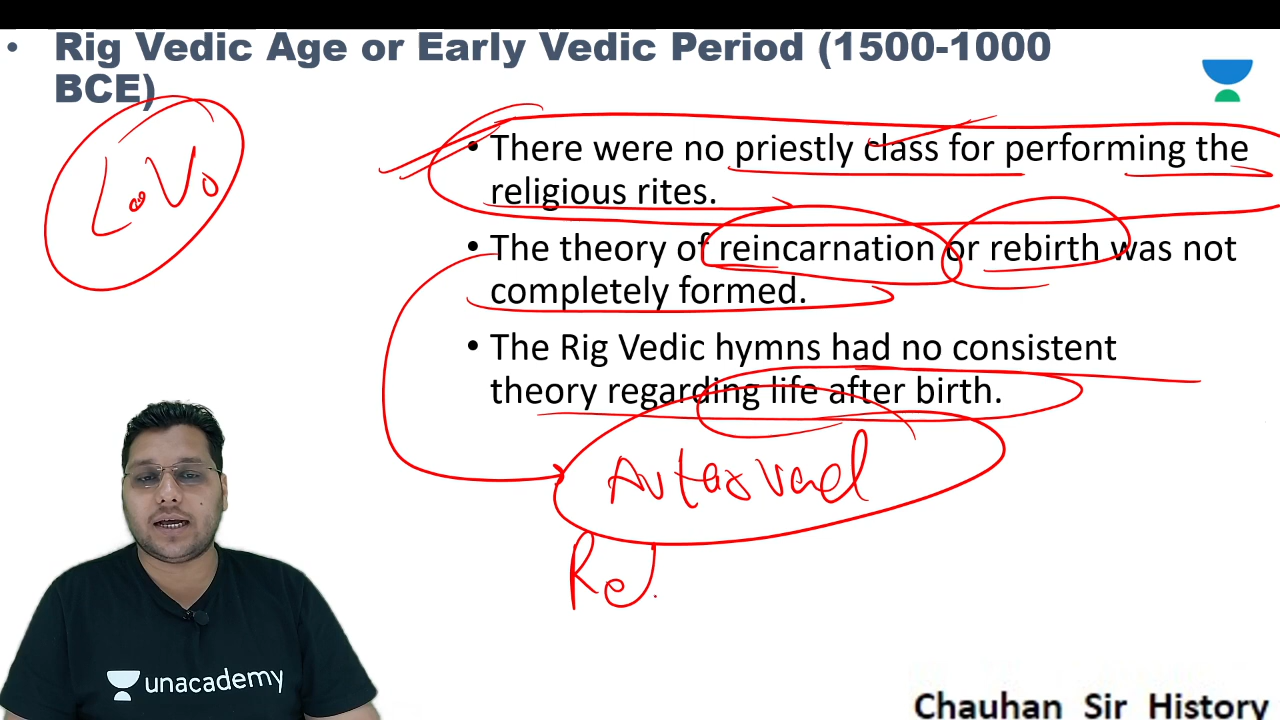 • Rig Vedic Age or Early Vedic Period (1500-1000
BCE)
L.V.
• There were no priestly class for performing the
religious rites.
• The theory of reincarnation or rebirth was not
completely formed.
• The Rig Vedic hymns had no consistent
theory regarding life after birth.
unacademy
Chauhan Sir History